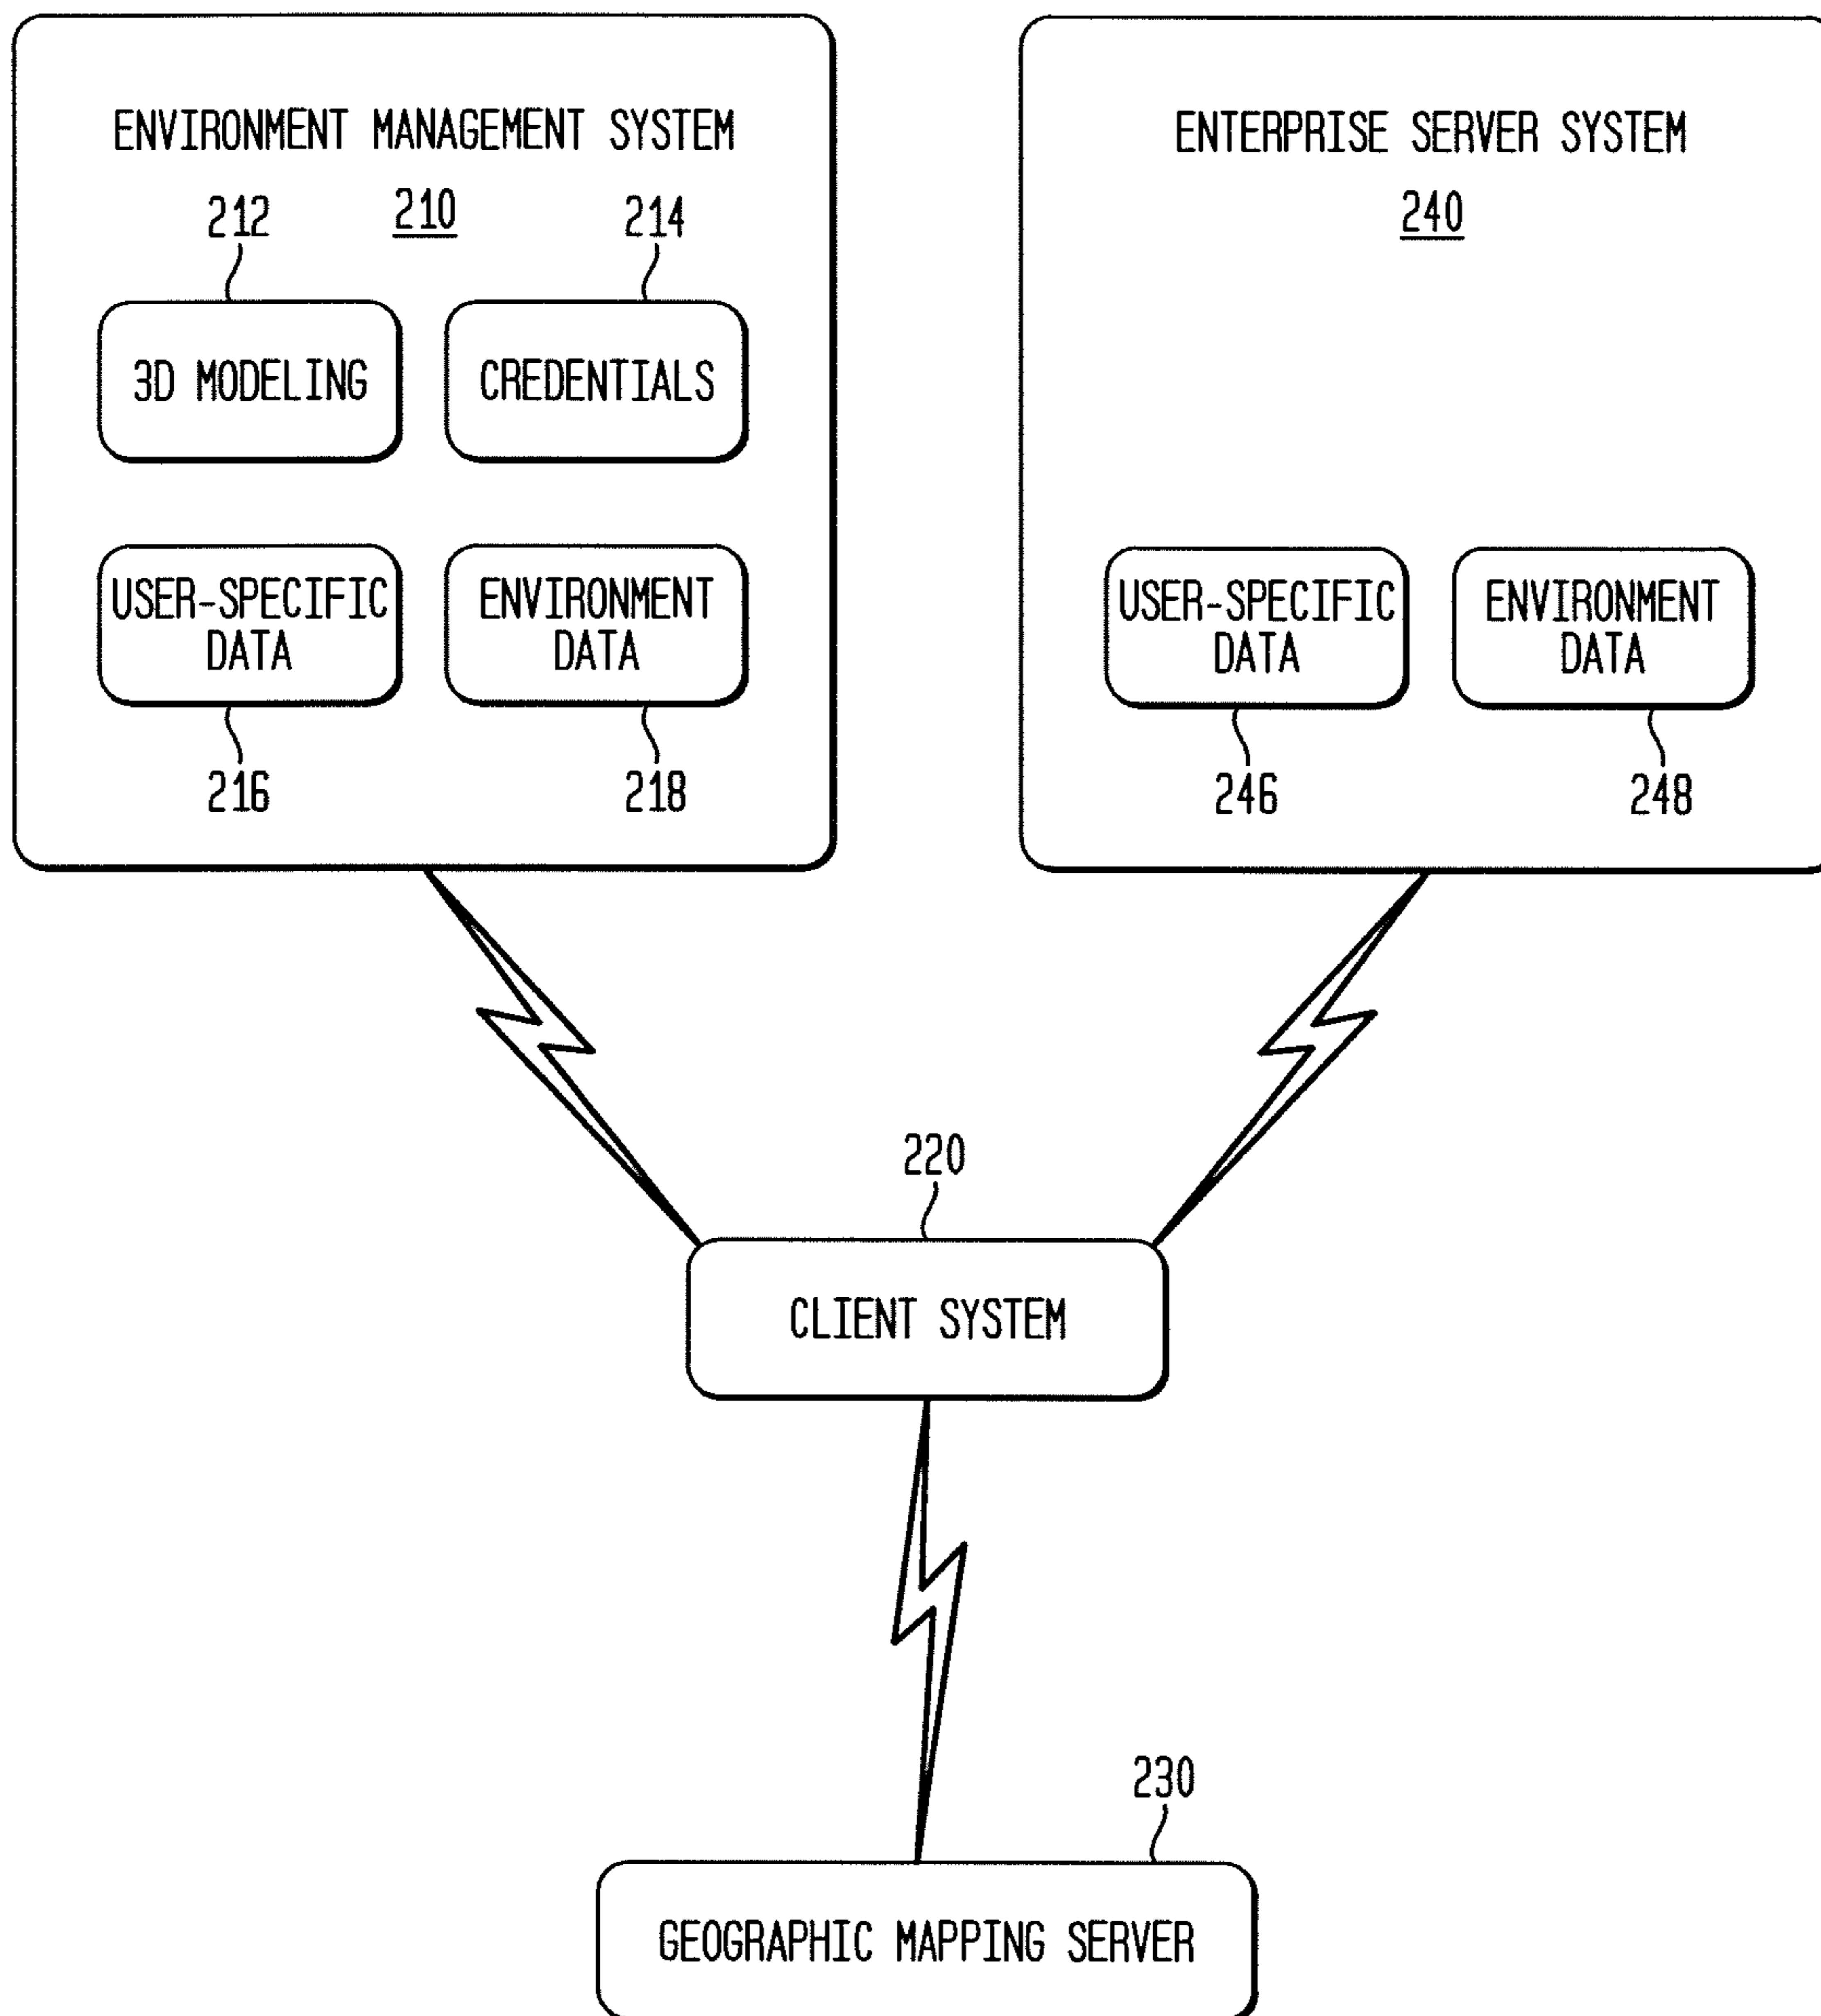 ENVIRONMENT MANAGEMENT SYSTEM
210
212
214
3D MODELING
CREDENTIALS
USER-SPECIFIC
DATA
ENVIRONMENT
DATA
216
218
ENTERPRISE SERVER SYSTEM
240
USER-SPECIFIC
DATA
ENVIRONMENT
DATA
246
248
220
CLIENT SYSTEM
230
GEOGRAPHIC MAPPING SERVER